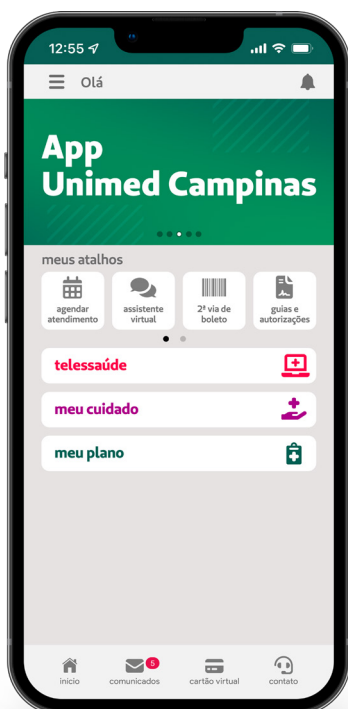 12:55
Olá
App
Unimed Campinas
meus atalhos
agendar
atendimento
assistente
virtual
2ª via de
boleto
guias e
autorizações
telessaúde
meu cuidado
meu plano
5
início
comunicados
cartão virtual
contato